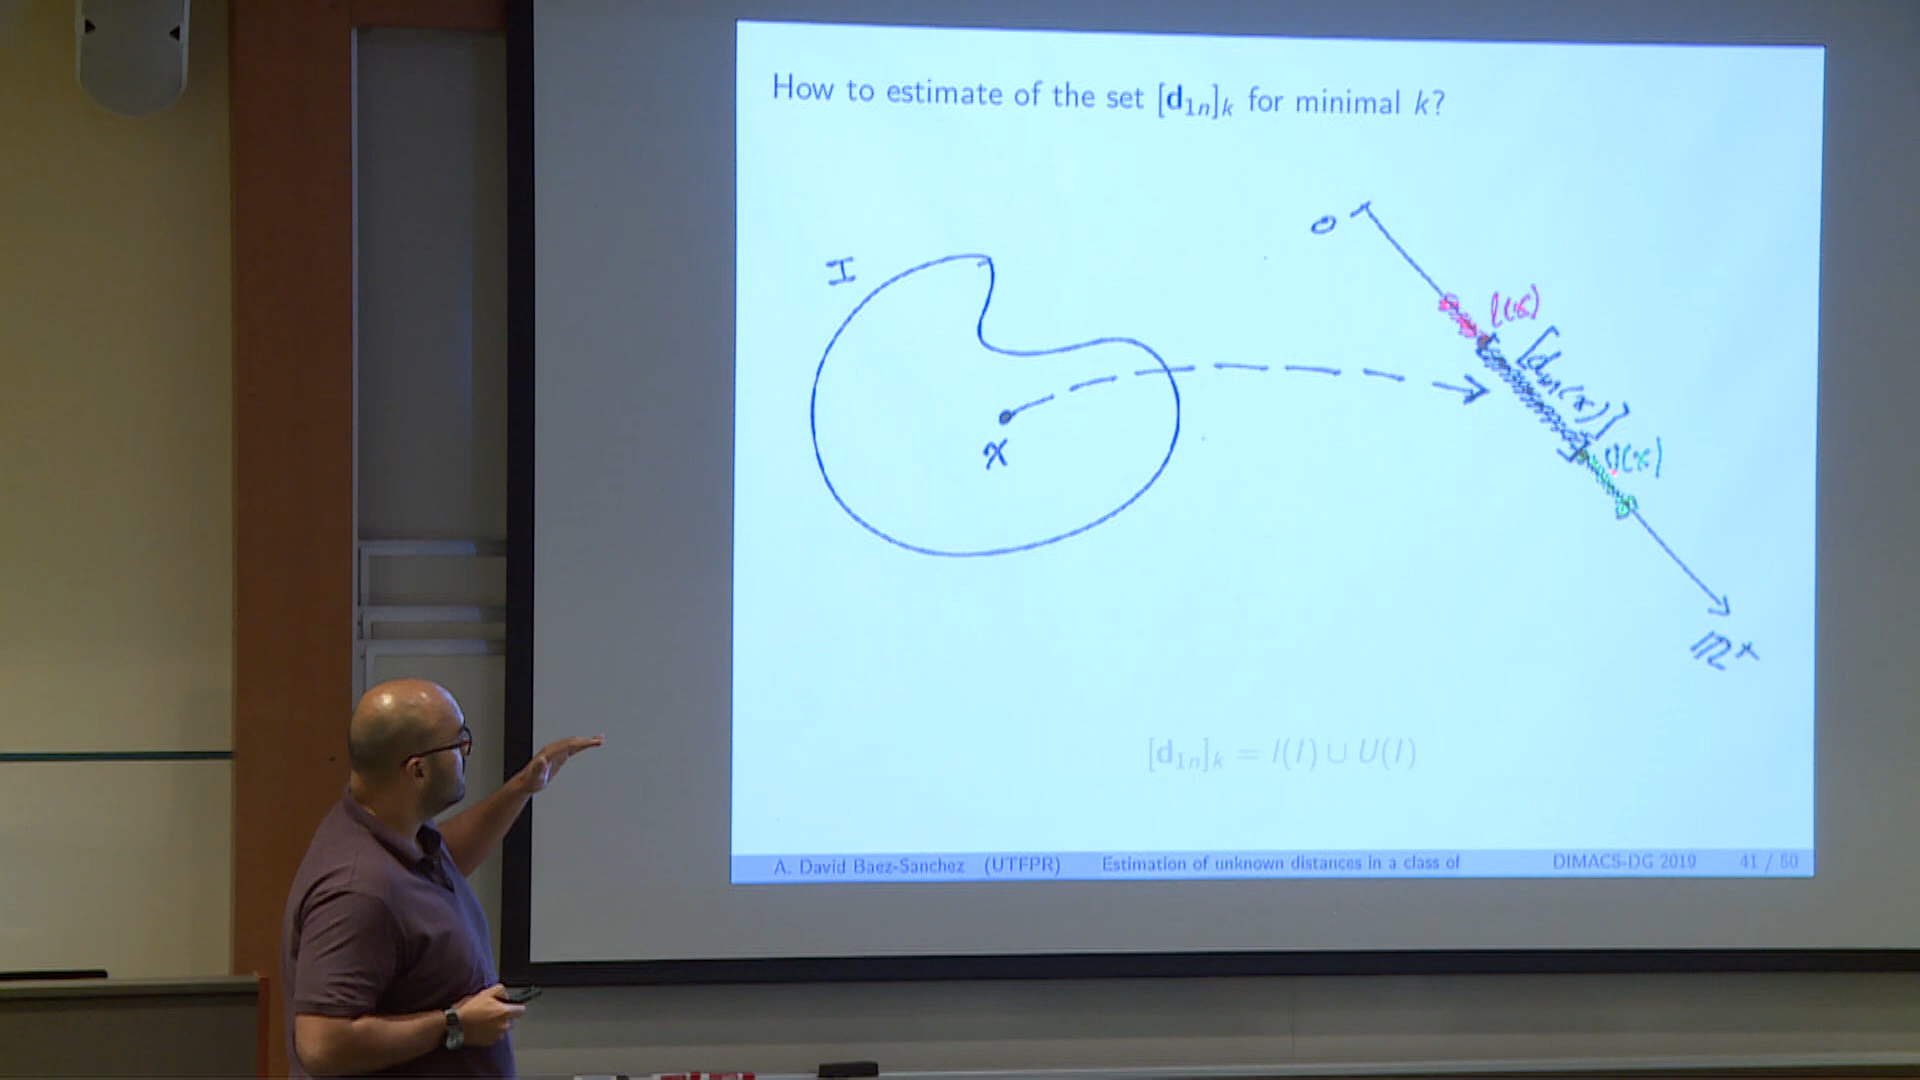 How to estimate of the set [d₁ₙ]ₖ for minimal k?
I
0
l(x)
[d₁ₙ(x)]
U(x)
x
ℝ⁺
[d₁ₙ]ₖ = l(I) ∪ U(I)
A. David Baez-Sanchez (UTFPR) Estimation of unknown distances in a class of DIMACS-DG 2019 41 / 60